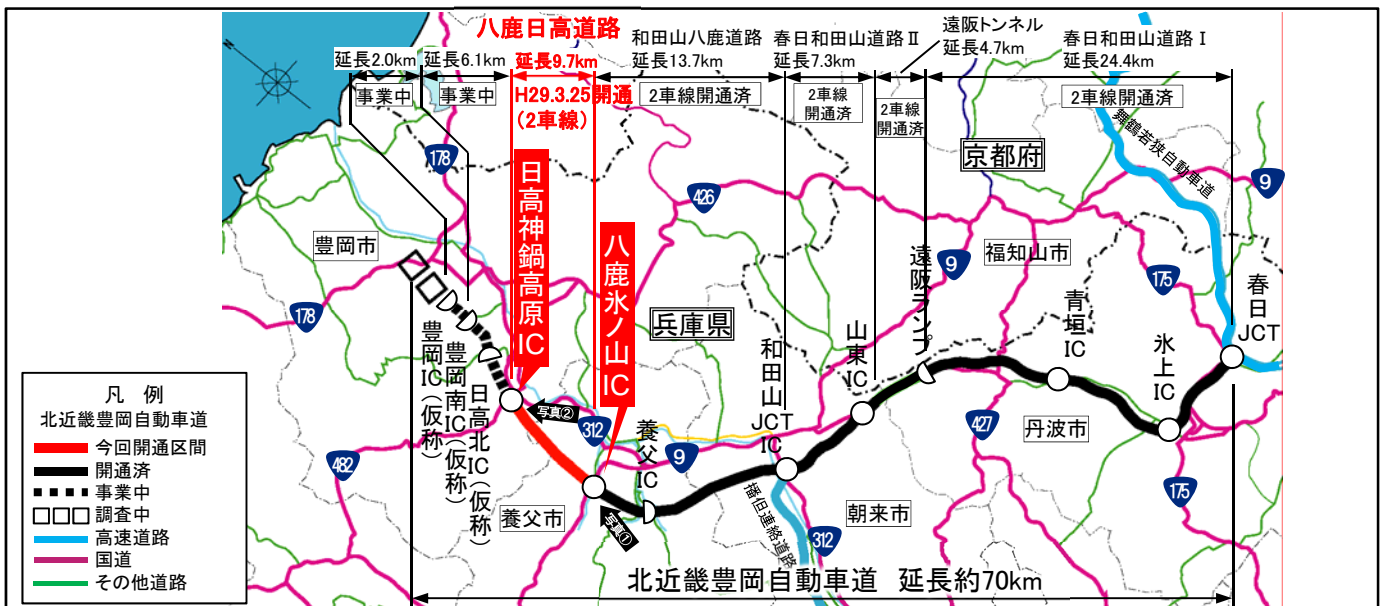 八鹿日高道路
延長2.0km
延長6.1km
延長9.7km
和田山八鹿道路
延長13.7km
春日和田山道路Ⅱ
延長7.3km
遠阪トンネル
延長4.7km
春日和田山道路Ⅰ
延長24.4km
事業中
事業中
H29.3.25開通
(2車線)
2車線開通済
2車線
開通済
2車線
開通済
2車線開通済
N
178
日高神鍋高原IC
八鹿氷ノ山IC
426
京都府
舞鶴若狭自動車道
9
豊岡市
兵庫県
9
遠阪ランプ
福知山市
175
春日
JCT
178
豊岡IC(仮称)
豊岡南IC(仮称)
日高北IC(仮称)
写真②
312
養父
IC
9
和田山
JCT
IC
山東
IC
青垣
IC
氷上
IC
427
丹波市
482
養父市
写真①
播但連絡道路
朝来市
312
175
北近畿豊岡自動車道 延長約70km
凡 例
北近畿豊岡自動車道
今回開通区間
開通済
事業中
調査中
高速道路
国道
その他道路